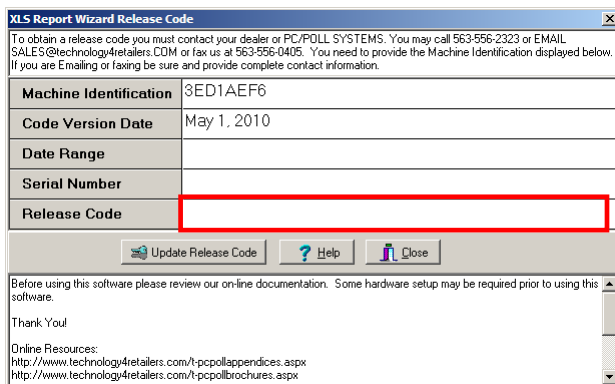 XLS Report Wizard Release Code
To obtain a release code you must contact your dealer or PC/POLL SYSTEMS. You may call 563-556-2323 or EMAIL
SALES@technology4retailers.COM or fax us at 563-556-0405. You need to provide the Machine Identification displayed below.
If you are Emailing or faxing be sure and provide complete contact information.
Machine Identification 3ED1AEF6
Code Version Date May 1, 2010
Date Range
Serial Number
Release Code
Update Release Code ? Help Close
Before using this software please review our on-line documentation. Some hardware setup may be required prior to using this
software.
Thank You!
Online Resources:
http://www.technology4retailers.com/t-pcpollappendices.aspx
http://www.technology4retailers.com/t-pcpollbrochures.aspx